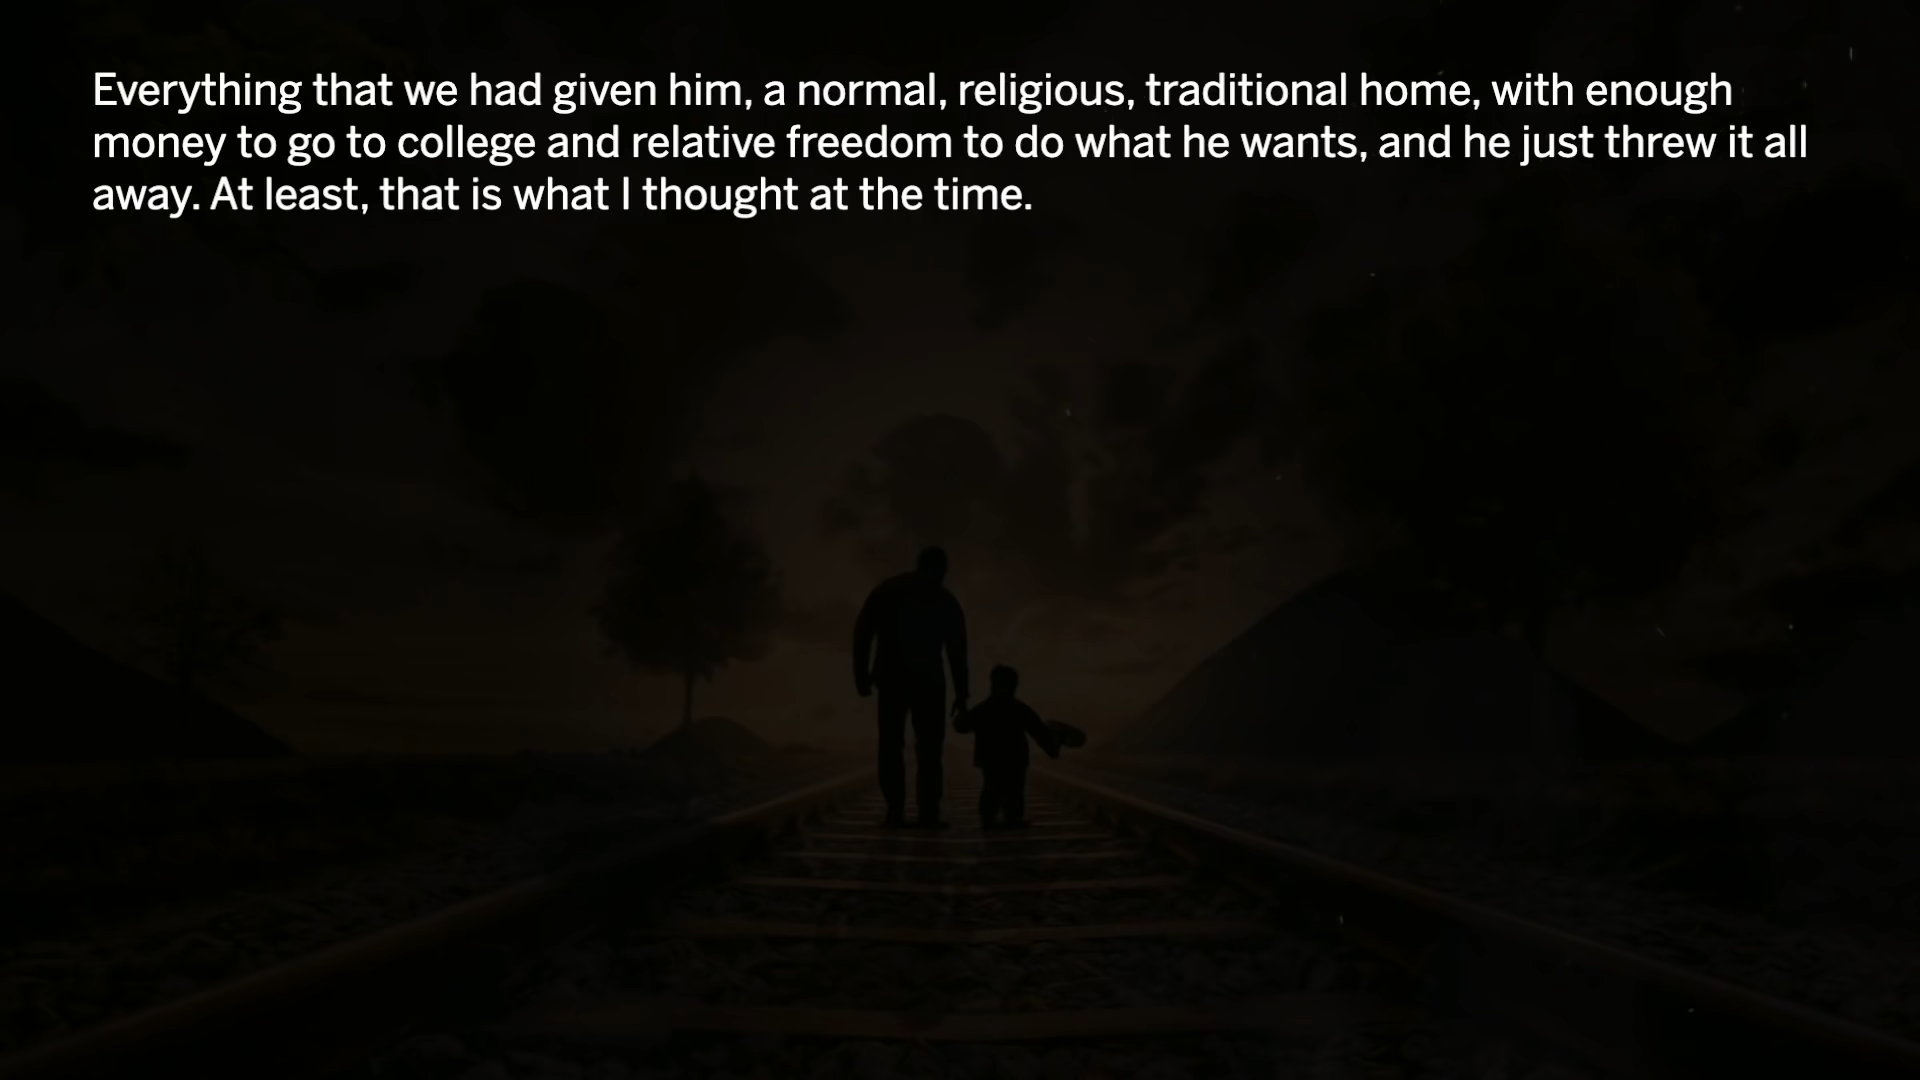 Everything that we had given him, a normal, religious, traditional home, with enough
money to go to college and relative freedom to do what he wants, and he just threw it all
away. At least, that is what I thought at the time.